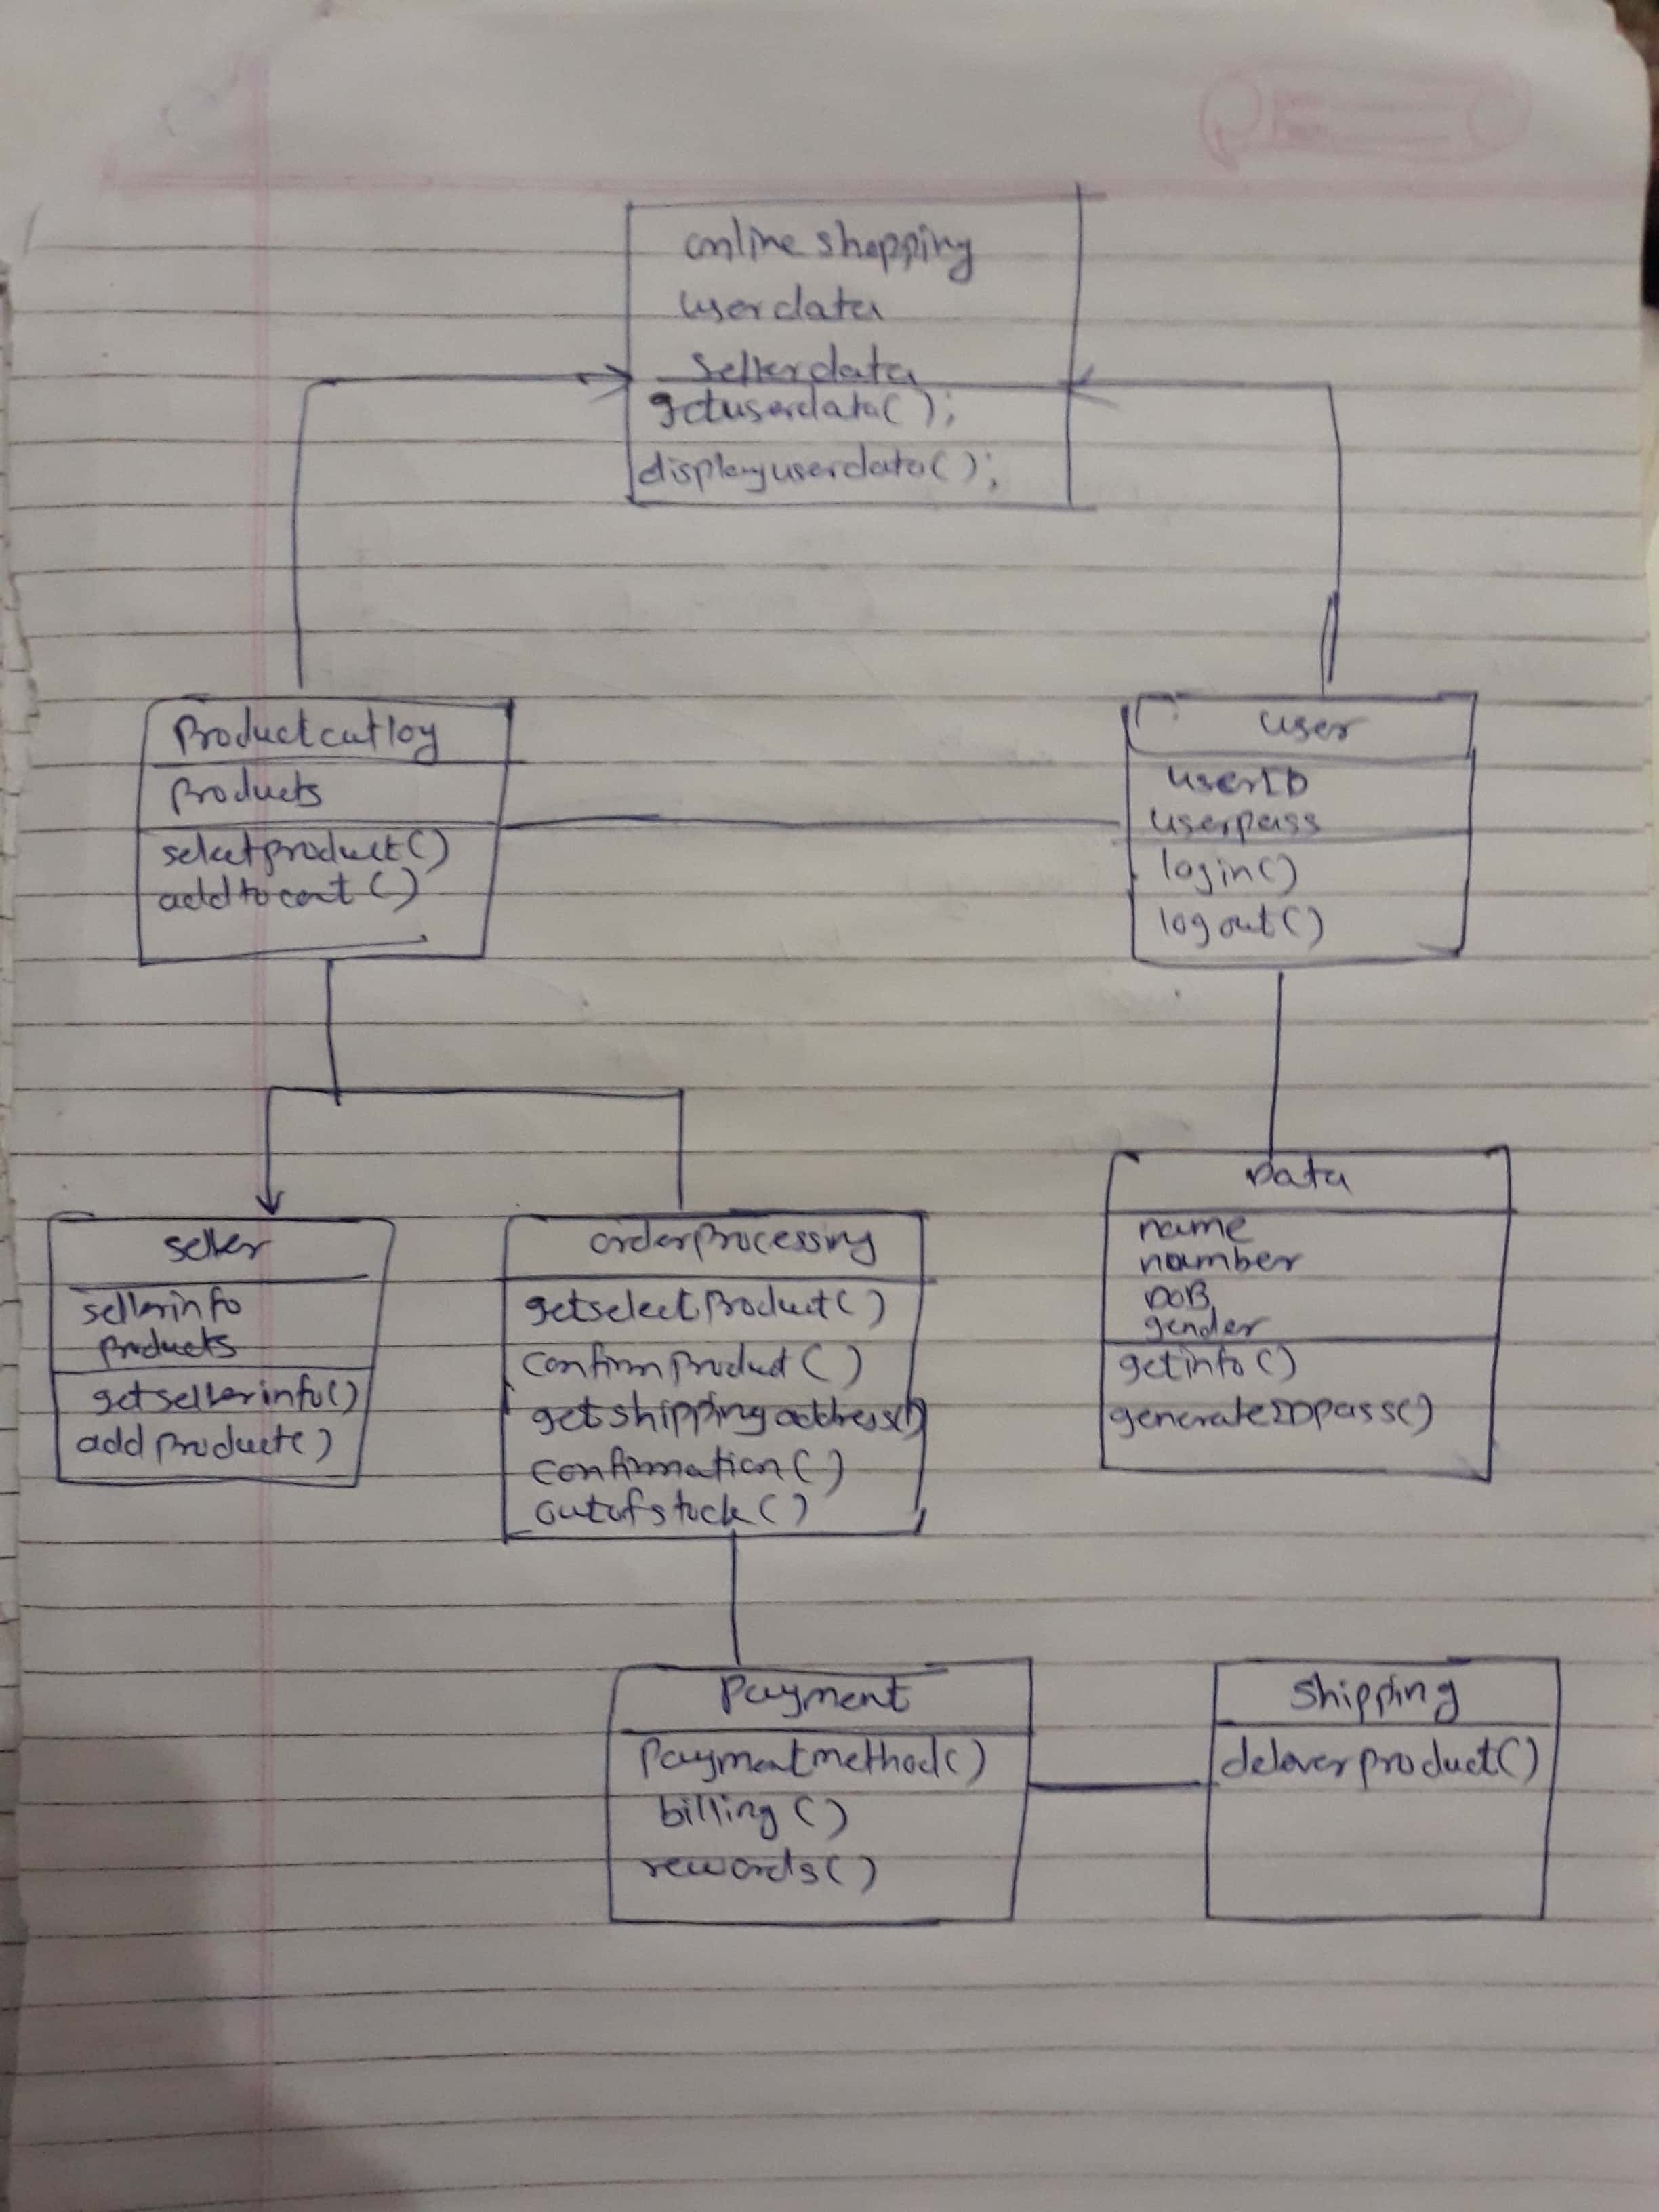 online shopping
userdata
sellerdata
getuserdata();
displayuserdata();
Productcatlog
Products
selectproduct()
addtocart()
user
userID
userpass
login()
logout()
seller
sellerinfo
products
getsellerinfo()
addproduct()
orderprocessing
getselectProduct()
confirmproduct()
getshippingaddress()
confirmation()
outofstock()
Data
name
number
DOB
gender
getinfo()
generateIDpass()
Payment
Paymentmethod()
billing()
rewards()
Shipping
deloverproduct()